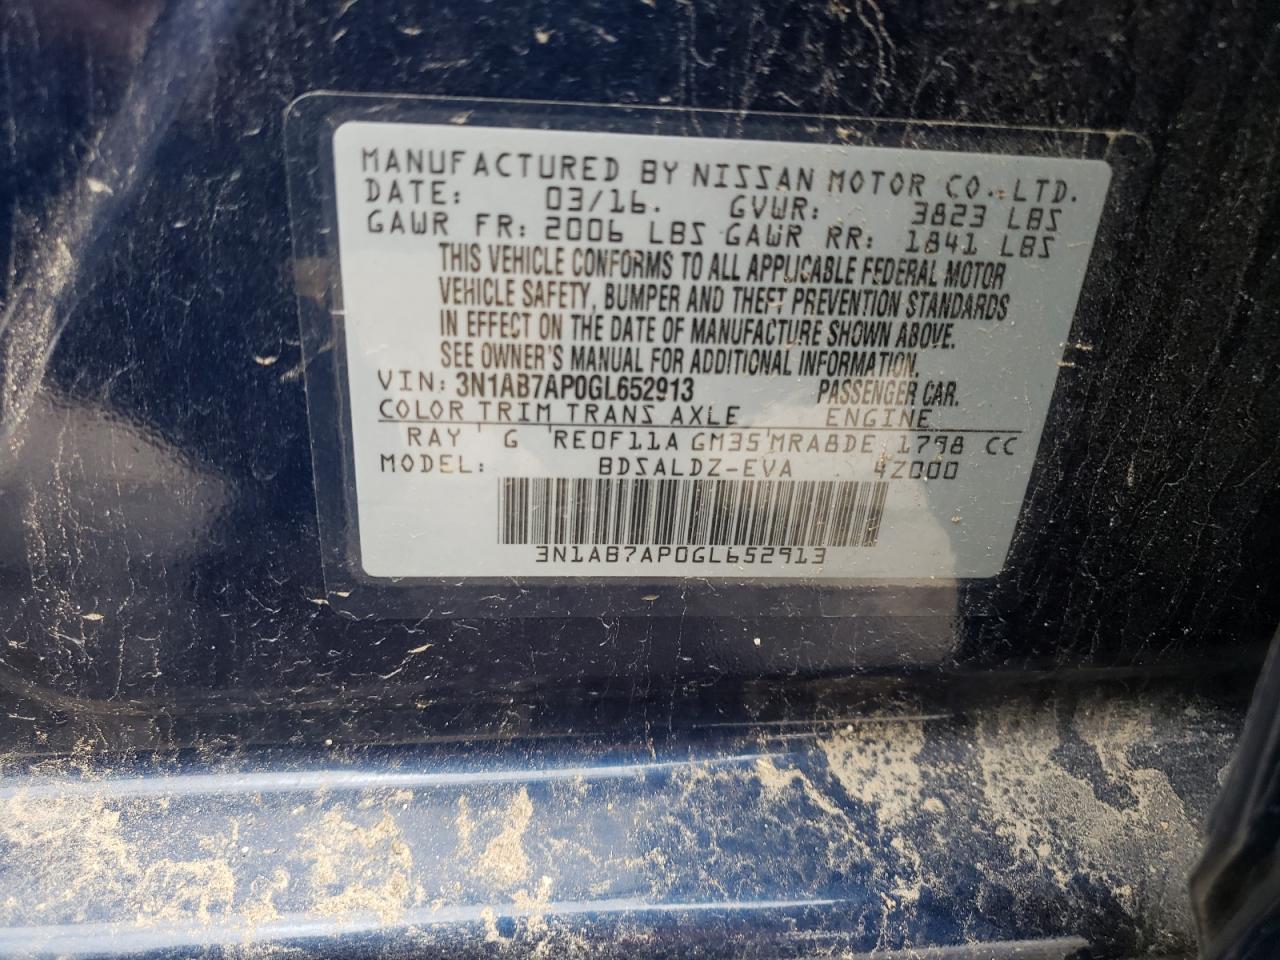 MANUFACTURED BY NISSAN MOTOR CO., LTD.
DATE: 03/16. GVWR: 3823 LBS
GAWR FR: 2006 LBS GAWR RR: 1841 LBS
THIS VEHICLE CONFORMS TO ALL APPLICABLE FEDERAL MOTOR
VEHICLE SAFETY, BUMPER AND THEFT PREVENTION STANDARDS
IN EFFECT ON THE DATE OF MANUFACTURE SHOWN ABOVE.
SEE OWNER'S MANUAL FOR ADDITIONAL INFORMATION.
VIN: 3N1AB7AP0GL652913 PASSENGER CAR.
COLOR TRIM TRANS AXLE ENGINE
RAY G RE0F11A GM35 MRA8DE 1798 CC
MODEL: BDSALDZ-EVA 4Z000
3N1AB7AP0GL652913